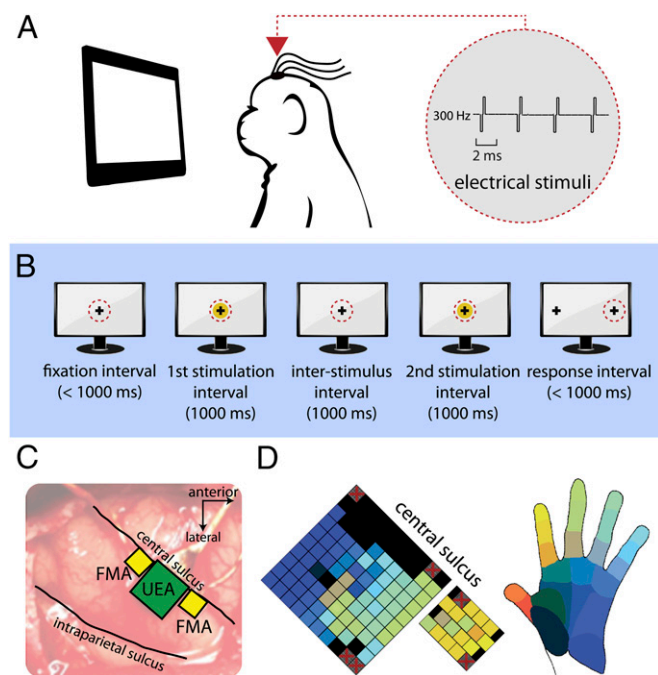 A
300 Hz
2 ms
electrical stimuli
B
fixation interval
(< 1000 ms)
1st stimulation
interval
(1000 ms)
inter-stimulus
interval
(1000 ms)
2nd stimulation
interval
(1000 ms)
response interval
(< 1000 ms)
C
anterior
lateral
central sulcus
FMA
UEA
FMA
intraparietal sulcus
D
central sulcus